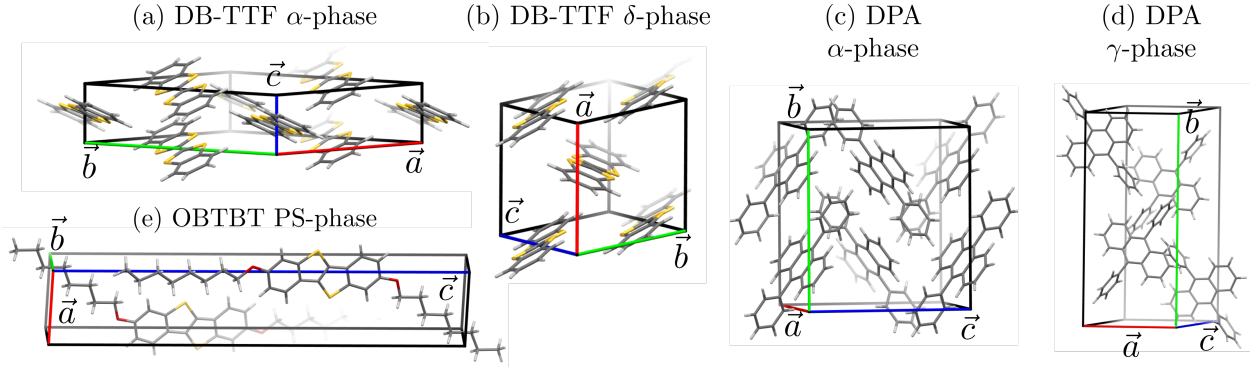 (a) DB-TTF α-phase
(b) DB-TTF δ-phase
(c) DPA
α-phase
(d) DPA
γ-phase
c⃗
b⃗
a⃗
a⃗
c⃗
b⃗
b⃗
a⃗
c⃗
b⃗
a⃗
c⃗
(e) OBTBT PS-phase
b⃗
a⃗
c⃗